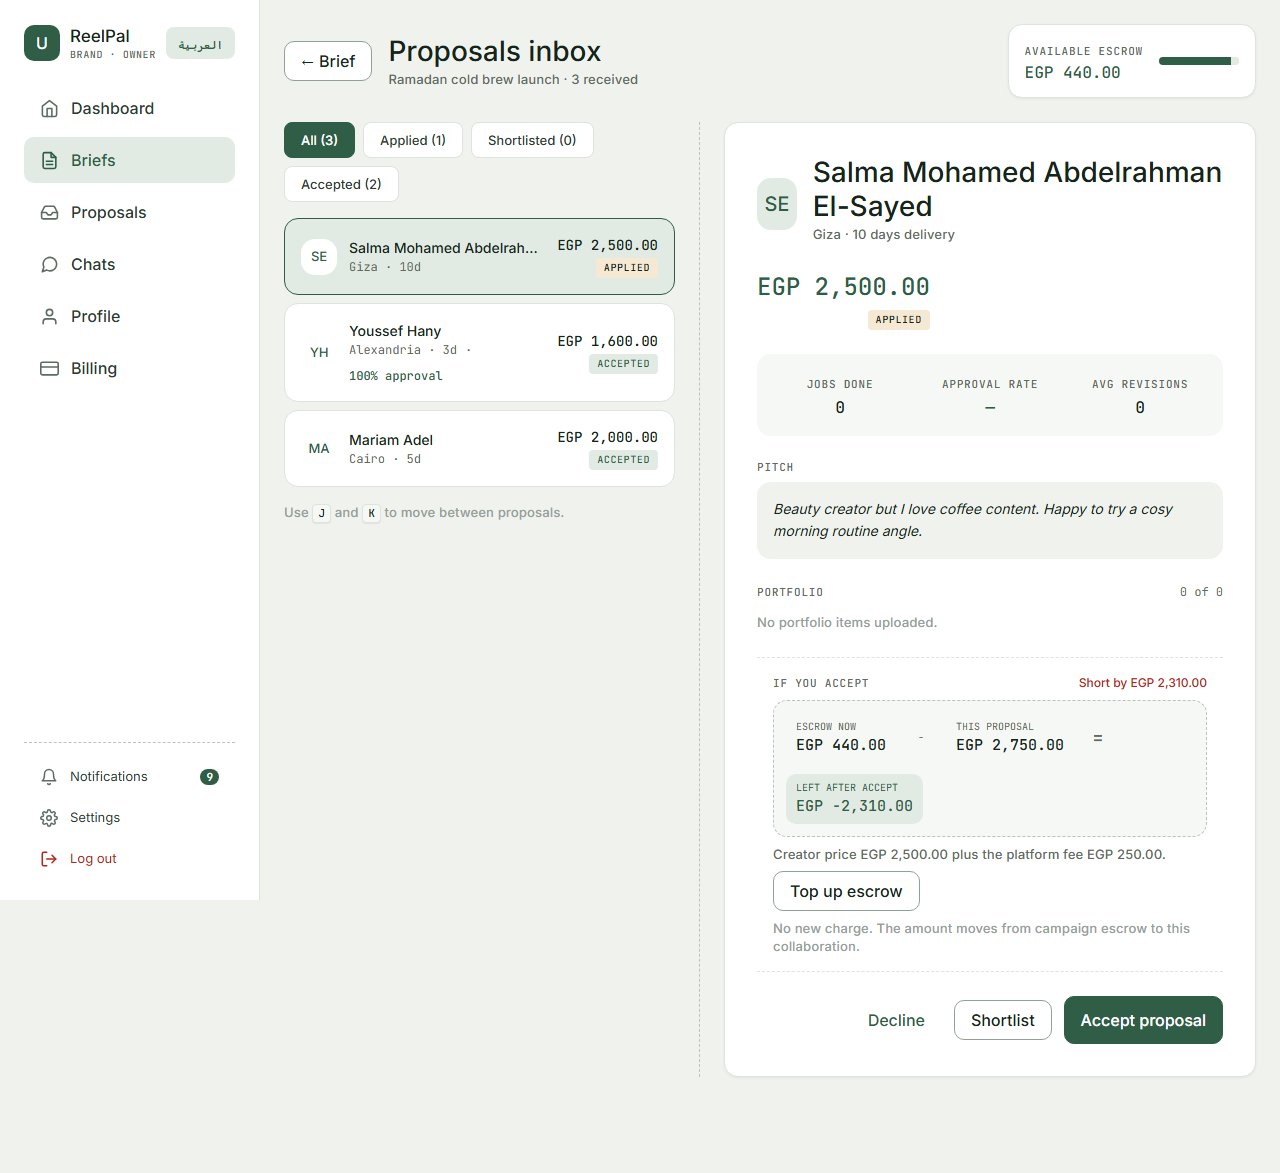 U
ReelPal
BRAND · OWNER
العربية
Dashboard
Briefs
Proposals
Chats
Profile
Billing
Notifications
9
Settings
Log out
← Brief
Proposals inbox
Ramadan cold brew launch · 3 received
AVAILABLE ESCROW
EGP 440.00
All (3)
Applied (1)
Shortlisted (0)
Accepted (2)
SE
Salma Mohamed Abdelrah...
Giza · 10d
EGP 2,500.00
APPLIED
YH
Youssef Hany
Alexandria · 3d ·
100% approval
EGP 1,600.00
ACCEPTED
MA
Mariam Adel
Cairo · 5d
EGP 2,000.00
ACCEPTED
Use J and K to move between proposals.
SE
Salma Mohamed Abdelrahman
El-Sayed
Giza · 10 days delivery
EGP 2,500.00
APPLIED
JOBS DONE
0
APPROVAL RATE
—
AVG REVISIONS
0
PITCH
Beauty creator but I love coffee content. Happy to try a cosy
morning routine angle.
PORTFOLIO
0 of 0
No portfolio items uploaded.
IF YOU ACCEPT
Short by EGP 2,310.00
ESCROW NOW
EGP 440.00
-
THIS PROPOSAL
EGP 2,750.00
=
LEFT AFTER ACCEPT
EGP -2,310.00
Creator price EGP 2,500.00 plus the platform fee EGP 250.00.
Top up escrow
No new charge. The amount moves from campaign escrow to this
collaboration.
Decline
Shortlist
Accept proposal